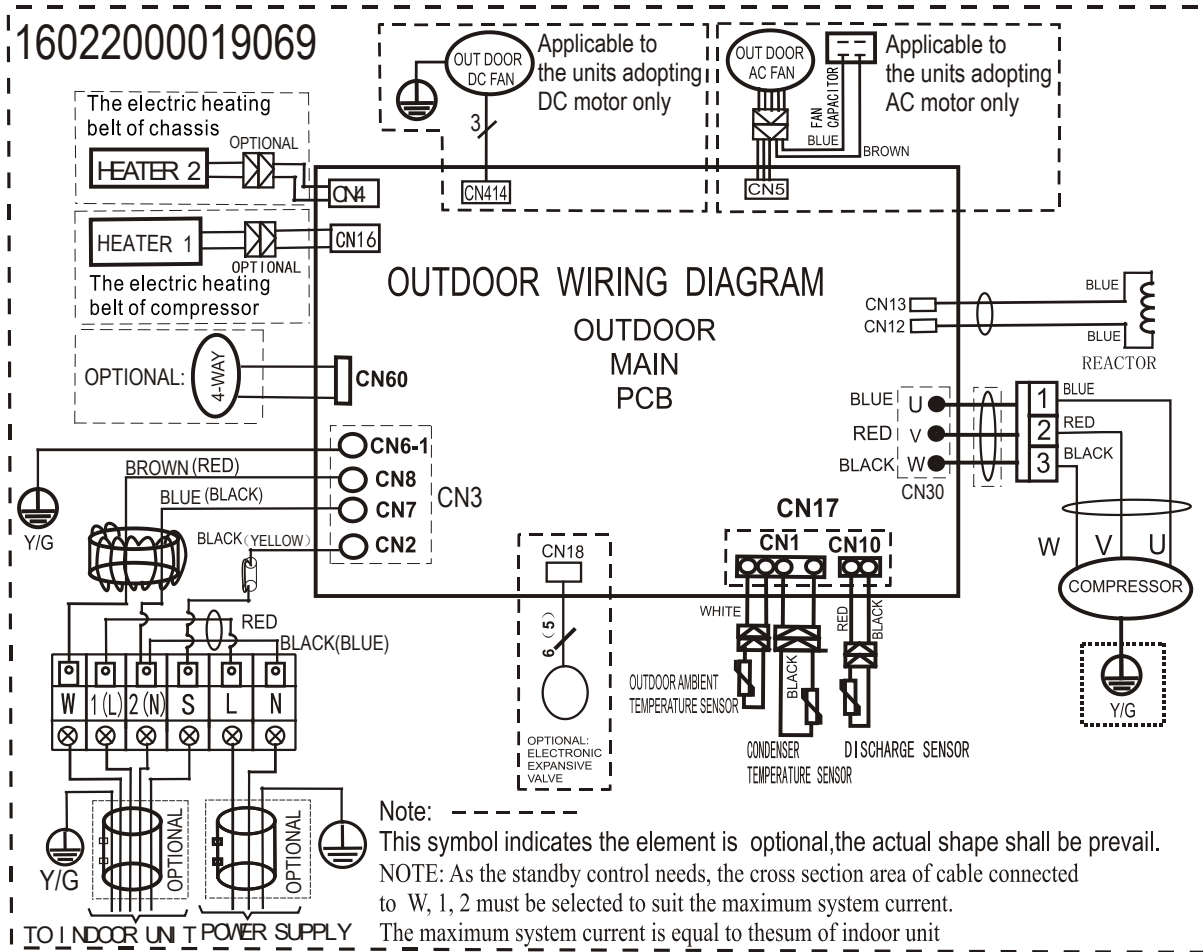 16022000019069
OUT DOOR
DC FAN
Applicable to
the units adopting
DC motor only
3
CN414
OUT DOOR
AC FAN
FAN
CAPACITOR
BLUE
BROWN
Applicable to
the units adopting
AC motor only
CN5
The electric heating
belt of chassis
OPTIONAL
HEATER 2
CN4
HEATER 1
CN16
OPTIONAL
The electric heating
belt of compressor
OPTIONAL:
4-WAY
CN60
OUTDOOR WIRING DIAGRAM
OUTDOOR
MAIN
PCB
CN13
CN12
BLUE
BLUE
REACTOR
BLUE U
RED V
BLACK W
CN30
1 BLUE
2 RED
3 BLACK
W V U
COMPRESSOR
Y/G
CN6-1
CN8
CN7
CN2
CN3
Y/G
BROWN (RED)
BLUE (BLACK)
BLACK (YELLOW)
RED
BLACK(BLUE)
W 1 (L) 2 (N) S L N
Y/G
OPTIONAL
OPTIONAL
TO INDOOR UNIT POWER SUPPLY
CN18
6 (5)
OPTIONAL:
ELECTRONIC
EXPANSIVE
VALVE
CN17
CN1 CN10
WHITE
BLACK
RED
BLACK
OUTDOOR AMBIENT
TEMPERATURE SENSOR
CONDENSER
TEMPERATURE SENSOR
DISCHARGE SENSOR
Note:
This symbol indicates the element is optional,the actual shape shall be prevail.
NOTE: As the standby control needs, the cross section area of cable connected
to W, 1, 2 must be selected to suit the maximum system current.
The maximum system current is equal to thesum of indoor unit